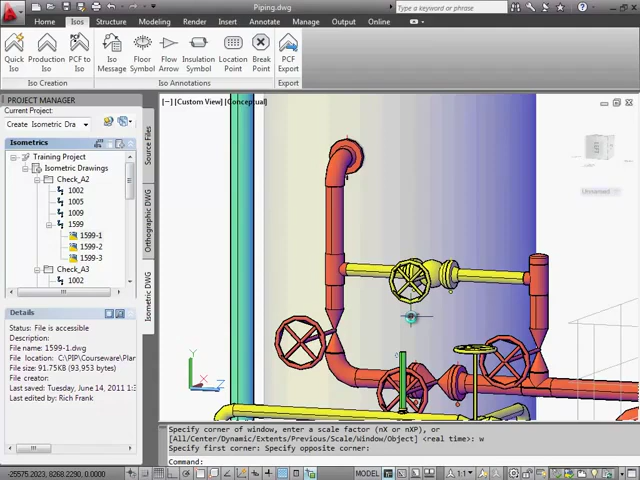 Piping.dwg
Type a keyword or phrase
Home Isos Structure Modeling Render Insert Annotate Manage Output Online
Quick Iso
Production Iso
PCF to Iso
Iso Message
Floor Symbol
Flow Arrow
Insulation Symbol
Location Point
Break Point
PCF Export
Iso Creation Iso Annotations Export
PROJECT MANAGER
Current Project:
Create Isometric Dra
Isometrics
Training Project
Isometric Drawings
Check_A2
1002
1005
1009
1599
1599-1
1599-2
1599-3
Check_A3
1002
Source Files
Orthographic DWG
Isometric DWG
Details
Status: File is accessible
Description:
File name: 1599-1.dwg
File location: C:\PIP\Courseware\Plar
File size: 91.75KB (93,953 bytes)
File creator:
Last saved: Tuesday, June 14, 2011 1:3
Last edited by: Rich Frank
[−] [Custom View] [Conceptual]
Unnamed
Y
X
Z
Specify corner of window, enter a scale factor (nX or nXP), or
[All/Center/Dynamic/Extents/Previous/Scale/Window/Object] <real time>: w
Specify first corner: Specify opposite corner:
Command:
-25575.2023, 8268.2290, 0.0000
MODEL
1:1